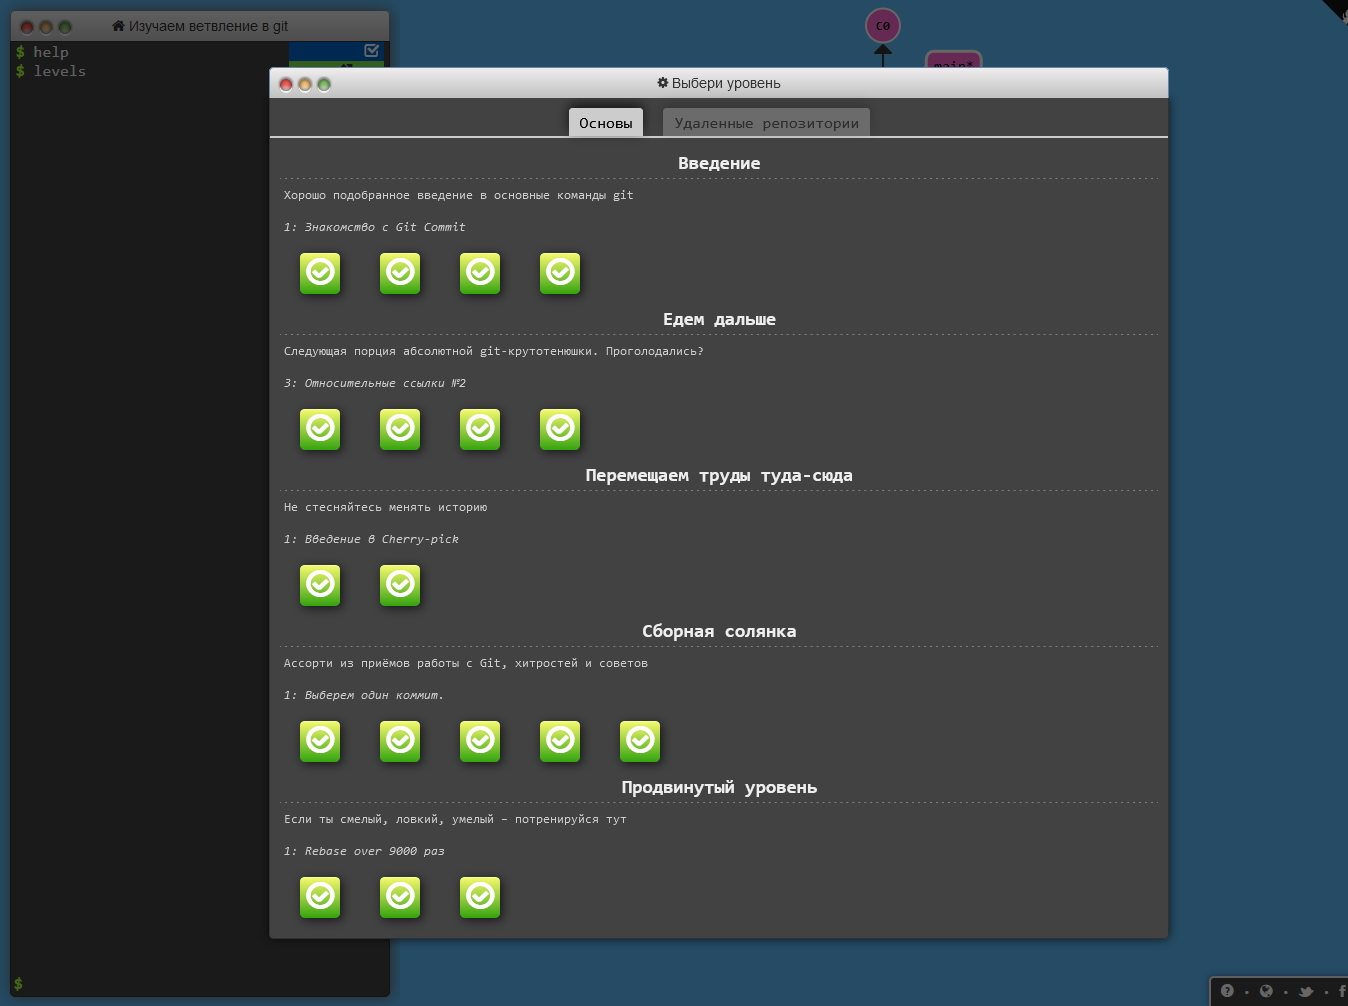 Изучаем ветвление в git
$ help
$ levels
C0
main*
Выбери уровень
Основы
Удаленные репозитории
Введение
Хорошо подобранное введение в основные команды git
1: Знакомство с Git Commit
Едем дальше
Следующая порция абсолютной git-крутотенюшки. Проголодались?
3: Относительные ссылки №2
Перемещаем труды туда-сюда
Не стесняйтесь менять историю
1: Введение в Cherry-pick
Сборная солянка
Ассорти из приёмов работы с Git, хитростей и советов
1: Выберем один коммит.
Продвинутый уровень
Если ты смелый, ловкий, умелый – потренируйся тут
1: Rebase over 9000 раз
$